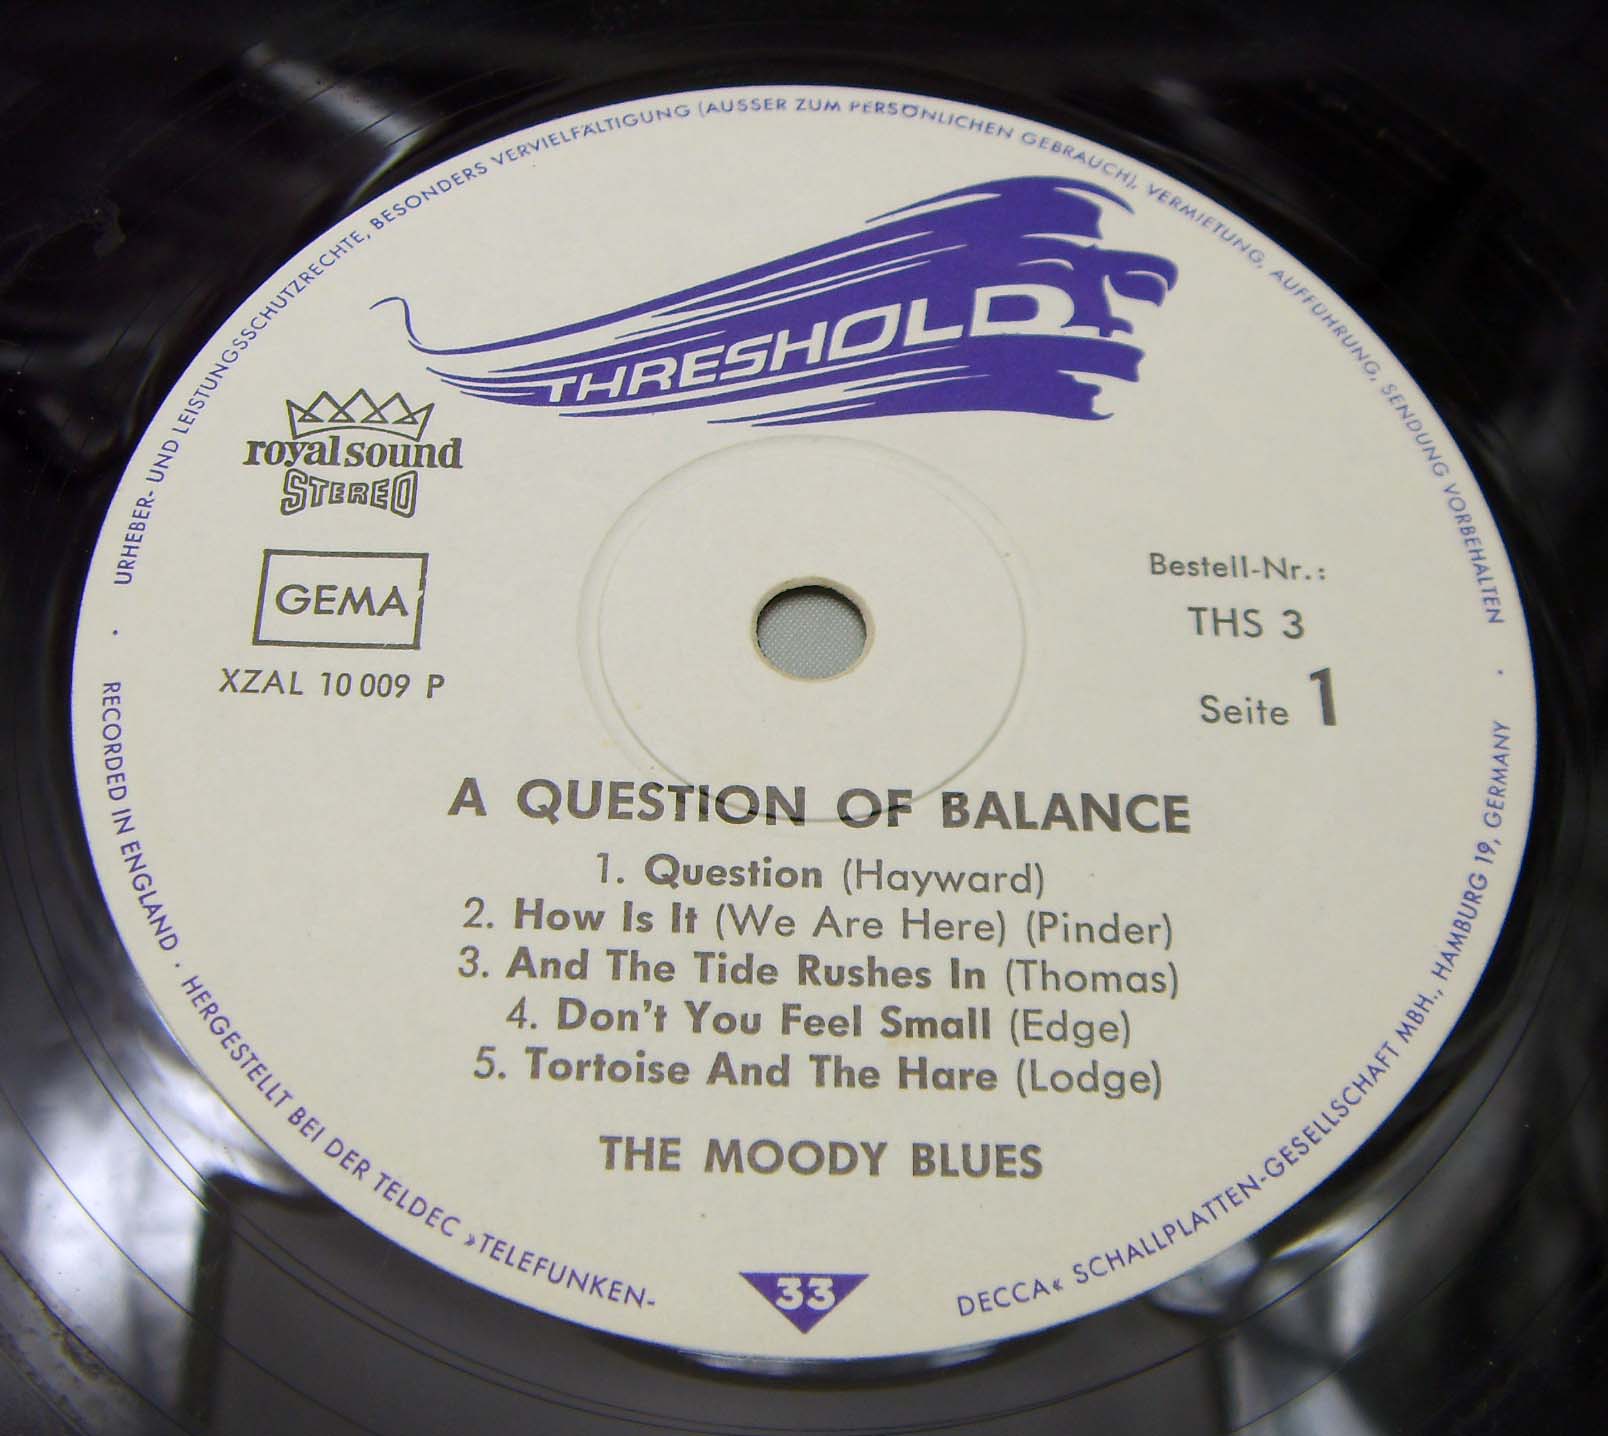 URHEBER- UND LEISTUNGSSCHUTZRECHTE, BESONDERS VERVIELFÄLTIGUNG (AUSSER ZUM PERSÖNLICHEN GEBRAUCH), VERMIETUNG, AUFFÜHRUNG, SENDUNG VORBEHALTEN
THRESHOLD
royal sound
STEREO
GEMA
XZAL 10 009 P
Bestell-Nr.:
THS 3
Seite 1
A QUESTION OF BALANCE
1. Question (Hayward)
2. How Is It (We Are Here) (Pinder)
3. And The Tide Rushes In (Thomas)
4. Don't You Feel Small (Edge)
5. Tortoise And The Hare (Lodge)
THE MOODY BLUES
33
· RECORDED IN ENGLAND · HERGESTELLT BEI DER TELDEC »TELEFUNKEN-DECCA« SCHALLPLATTEN-GESELLSCHAFT MBH., HAMBURG 19, GERMANY ·